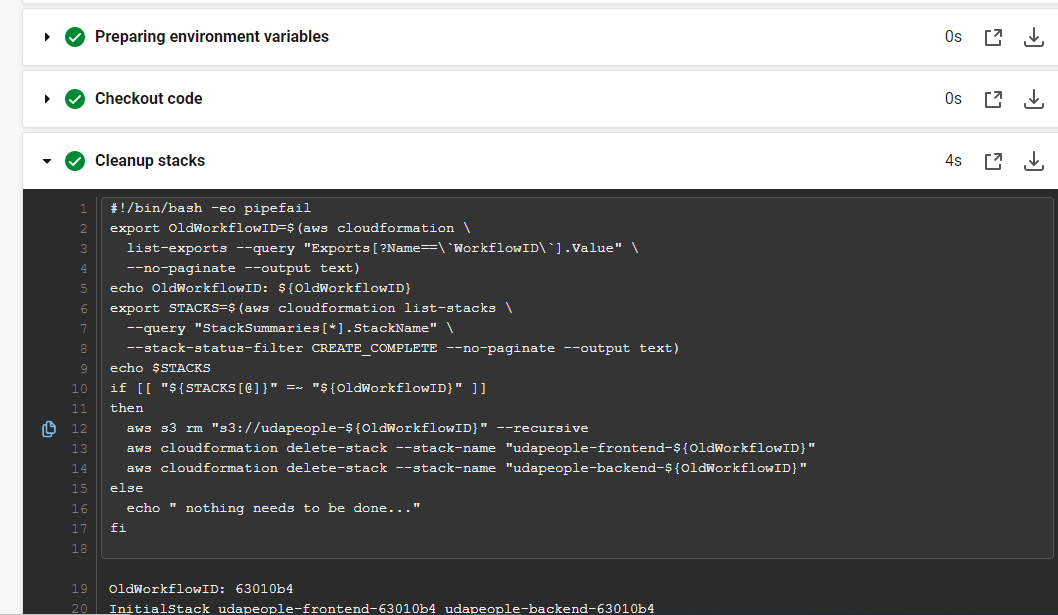 Preparing environment variables 0s
Checkout code 0s
Cleanup stacks 4s
1 #!/bin/bash -eo pipefail
2 export OldWorkflowID=$(aws cloudformation \
3   list-exports --query "Exports[?Name==\`WorkflowID\`].Value" \
4   --no-paginate --output text)
5 echo OldWorkflowID: ${OldWorkflowID}
6 export STACKS=$(aws cloudformation list-stacks \
7   --query "StackSummaries[*].StackName" \
8   --stack-status-filter CREATE_COMPLETE --no-paginate --output text)
9 echo $STACKS
10 if [[ "${STACKS[@]}" =~ "${OldWorkflowID}" ]]
11 then
12   aws s3 rm "s3://udapeople-${OldWorkflowID}" --recursive
13   aws cloudformation delete-stack --stack-name "udapeople-frontend-${OldWorkflowID}"
14   aws cloudformation delete-stack --stack-name "udapeople-backend-${OldWorkflowID}"
15 else
16   echo " nothing needs to be done..."
17 fi
18
19 OldWorkflowID: 63010b4
20 InitialStack udapeople-frontend-63010b4 udapeople-backend-63010b4